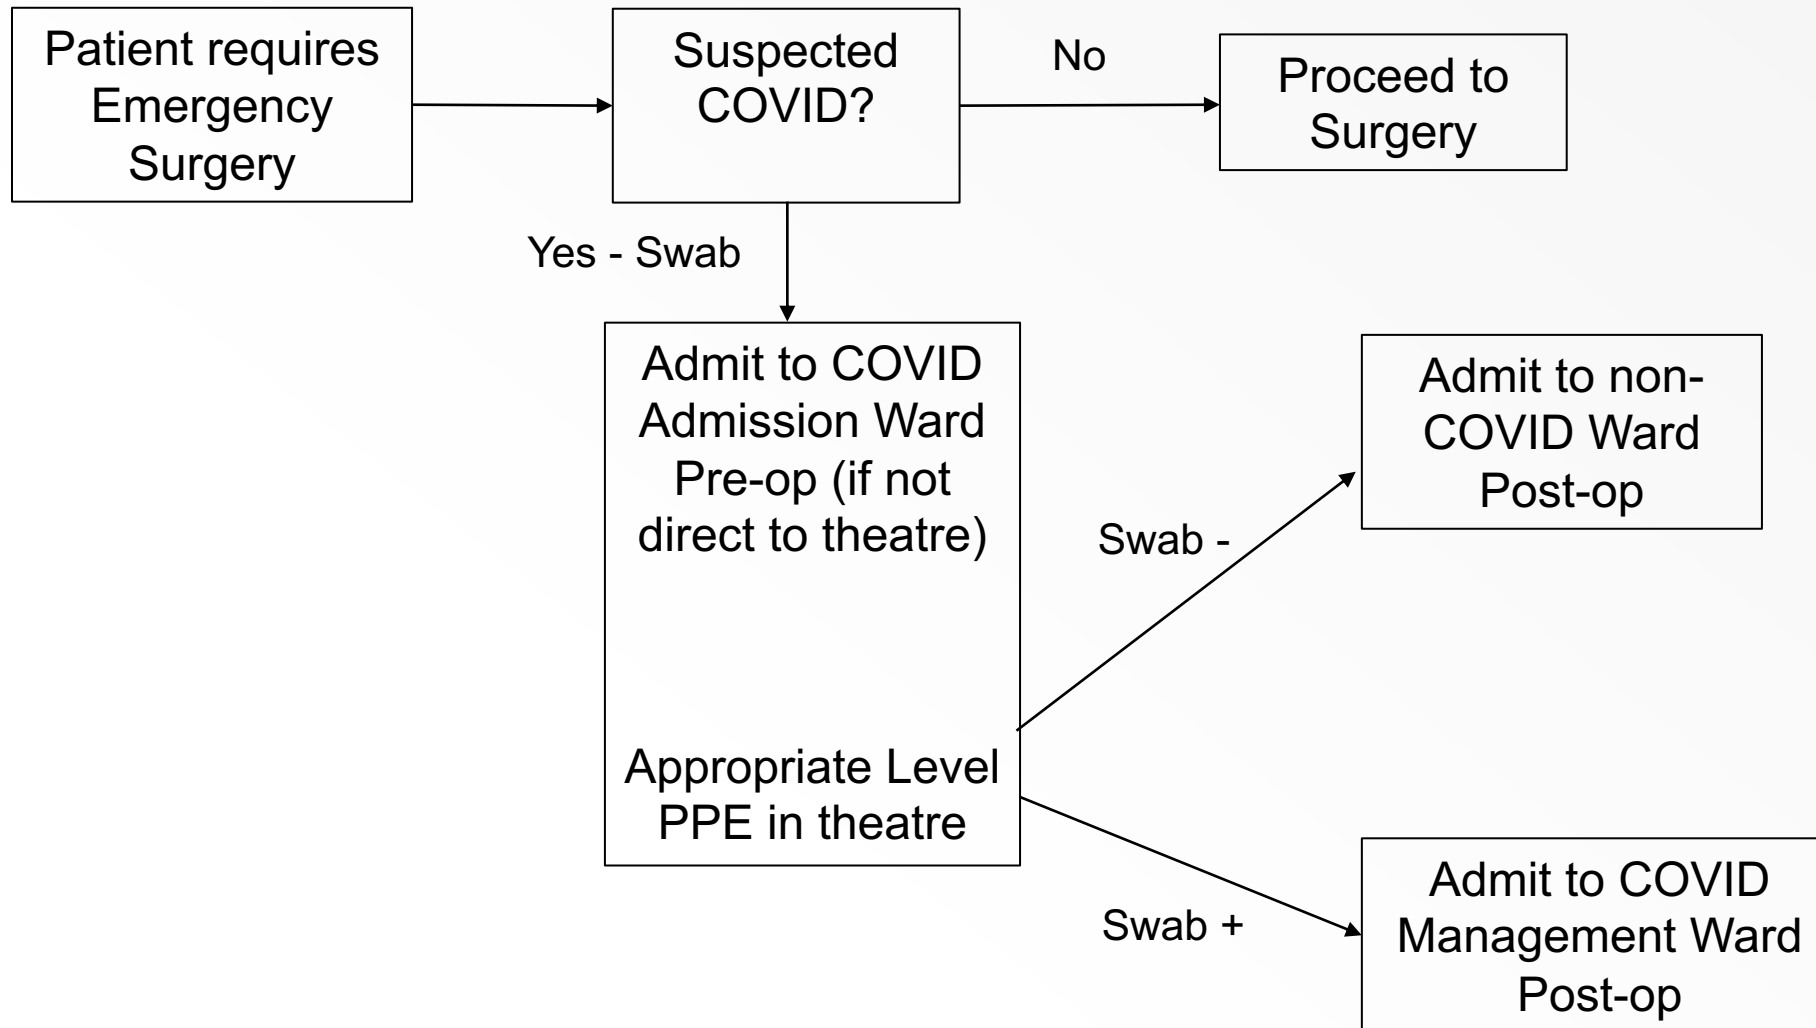 Patient requires
Emergency
Surgery
Suspected
COVID?
No
Proceed to
Surgery
Yes - Swab
Admit to COVID
Admission Ward
Pre-op (if not
direct to theatre)
Appropriate Level
PPE in theatre
Swab -
Admit to non-
COVID Ward
Post-op
Swab +
Admit to COVID
Management Ward
Post-op